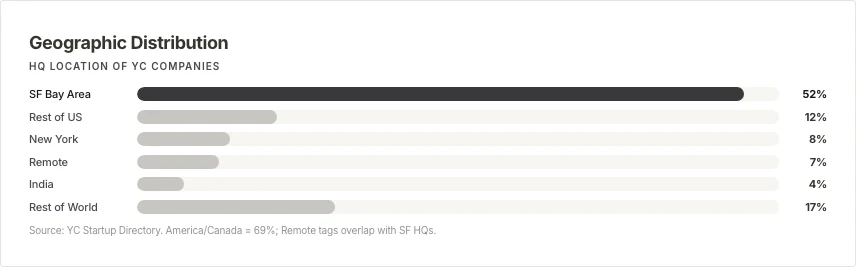 Geographic Distribution
HQ LOCATION OF YC COMPANIES
SF Bay Area 52%
Rest of US 12%
New York 8%
Remote 7%
India 4%
Rest of World 17%
Source: YC Startup Directory. America/Canada = 69%; Remote tags overlap with SF HQs.